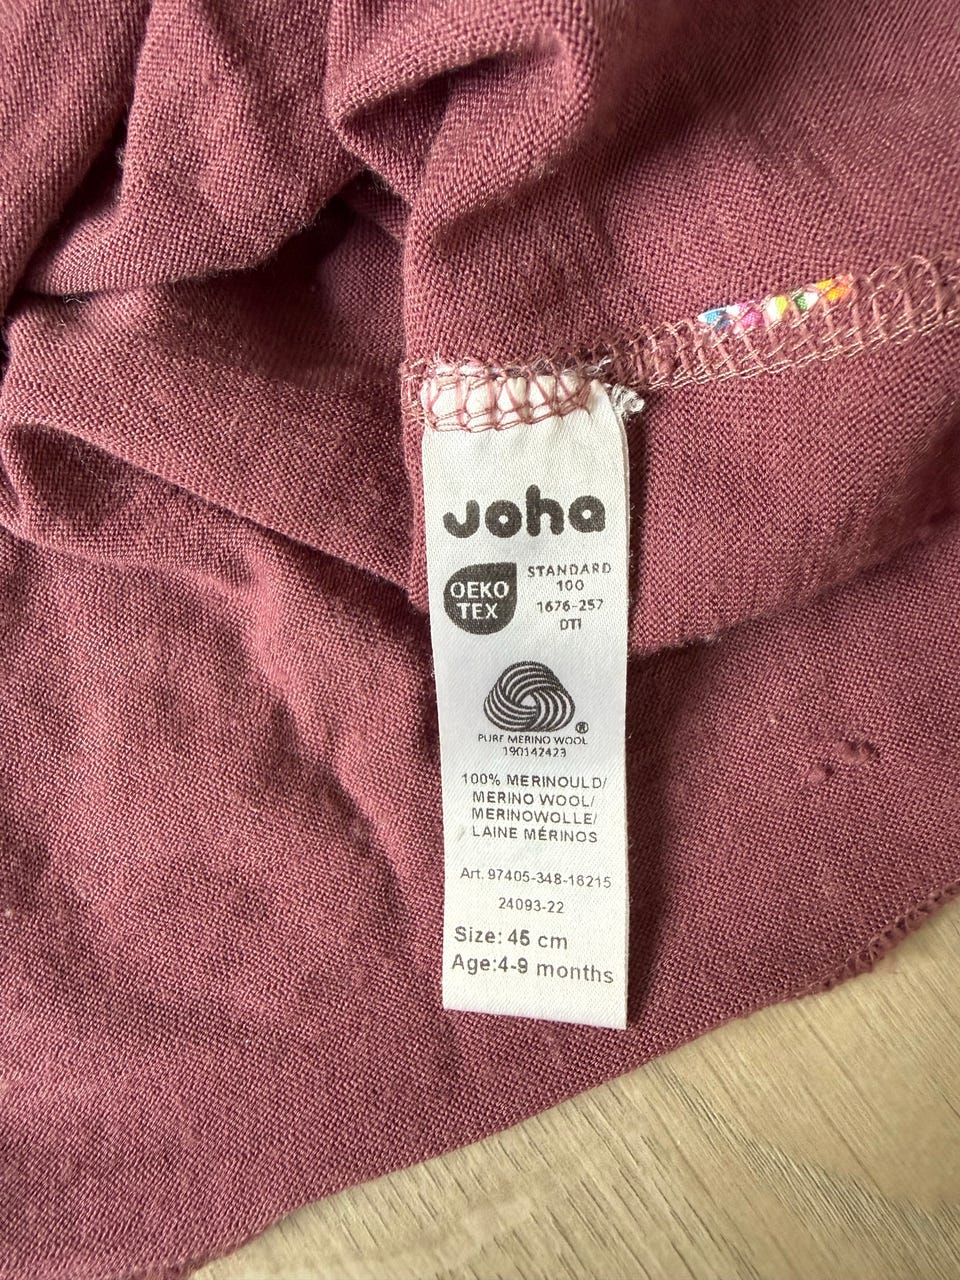 Joha
OEKO
TEX
STANDARD
100
1676-257
DTI
®
PURE MERINO WOOL
190142423
100% MERINOULD/
MERINO WOOL/
MERINOWOLLE/
LAINE MÉRINOS
Art. 97405-348-16215
24093-22
Size: 45 cm
Age:4-9 months